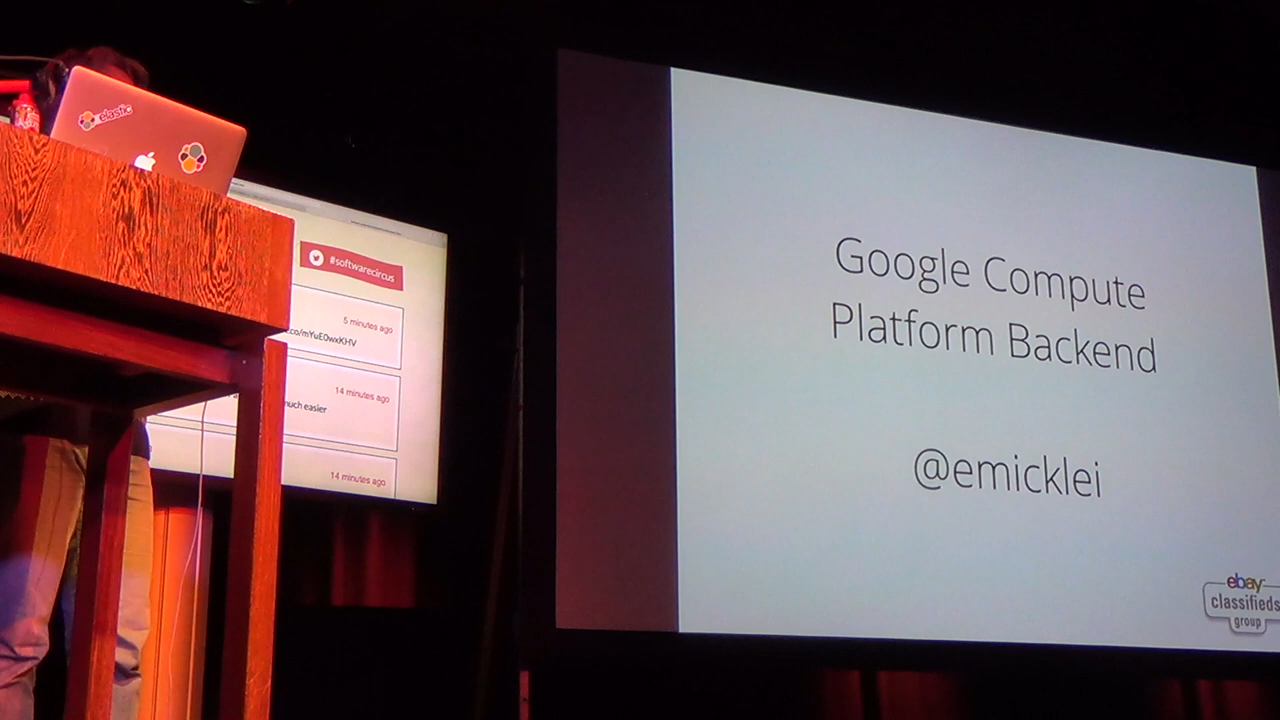 elastic
#softwarecircus
5 minutes ago
.co/mYuE0wxKHV
14 minutes ago
much easier
14 minutes ago
Google Compute
Platform Backend
@emicklei
ebay
classifieds
group